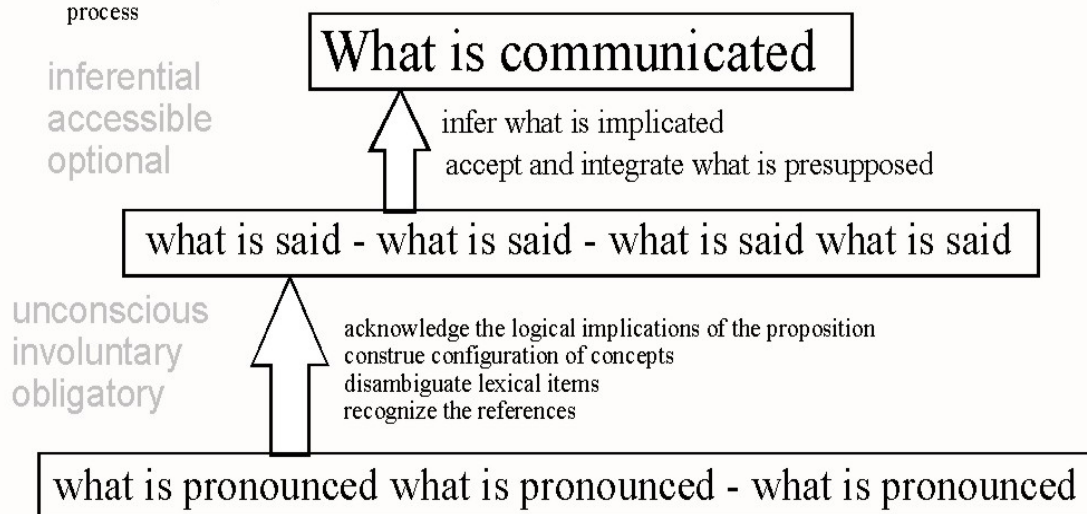 process
What is communicated
inferential
accessible
optional
infer what is implicated
accept and integrate what is presupposed
what is said - what is said - what is said what is said
unconscious
involuntary
obligatory
acknowledge the logical implications of the proposition
construe configuration of concepts
disambiguate lexical items
recognize the references
what is pronounced what is pronounced - what is pronounced